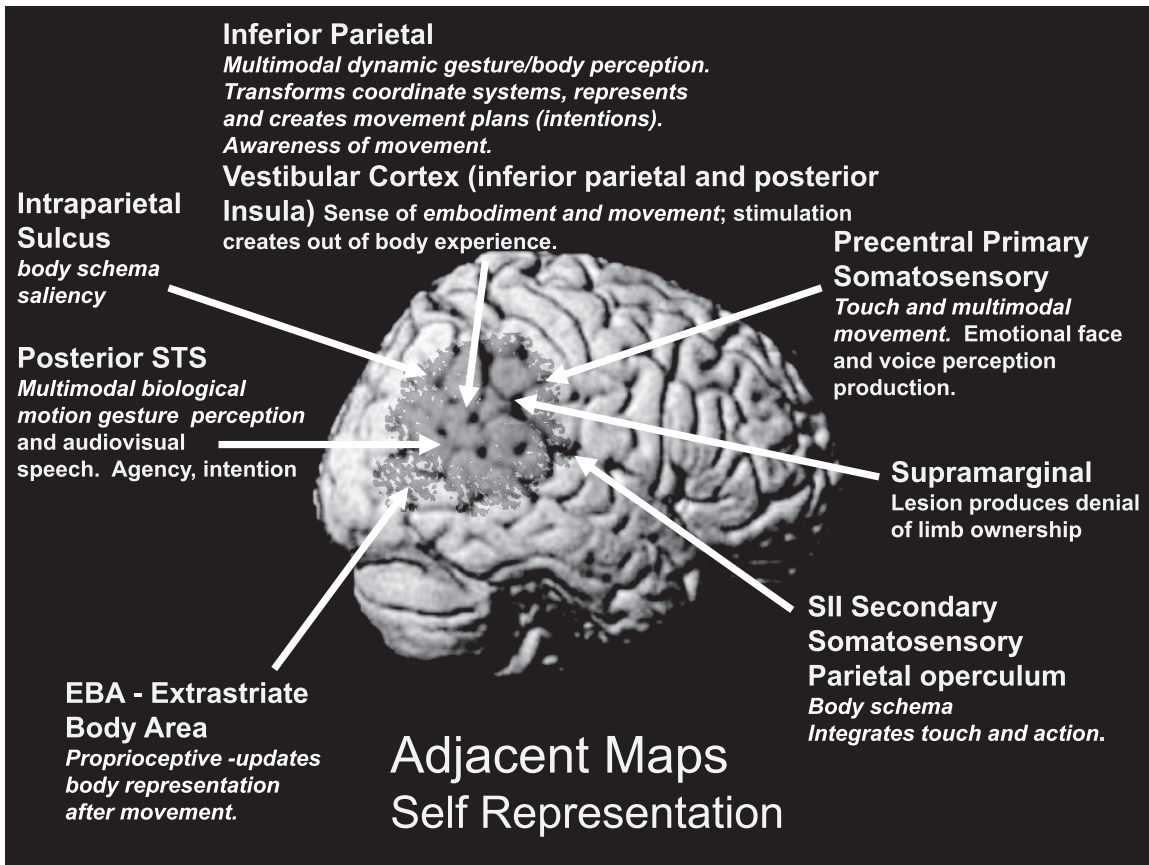 Inferior Parietal
Multimodal dynamic gesture/body perception.
Transforms coordinate systems, represents
and creates movement plans (intentions).
Awareness of movement.
Vestibular Cortex (inferior parietal and posterior
Insula) Sense of embodiment and movement; stimulation
creates out of body experience.
Intraparietal
Sulcus
body schema
saliency
Posterior STS
Multimodal biological
motion gesture perception
and audiovisual
speech. Agency, intention
EBA - Extrastriate
Body Area
Proprioceptive -updates
body representation
after movement.
Precentral Primary
Somatosensory
Touch and multimodal
movement. Emotional face
and voice perception
production.
Supramarginal
Lesion produces denial
of limb ownership
SII Secondary
Somatosensory
Parietal operculum
Body schema
Integrates touch and action.
Adjacent Maps
Self Representation